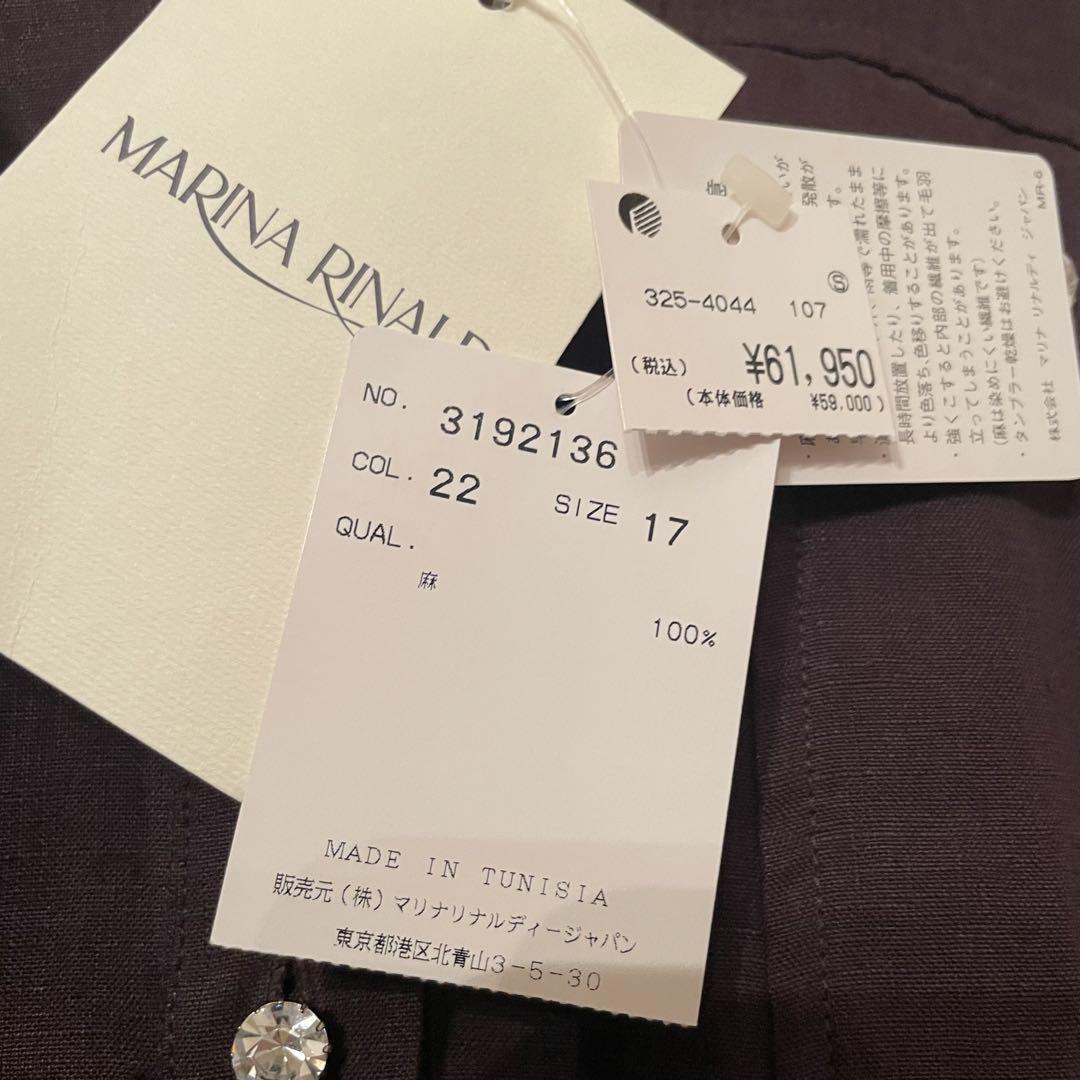 MARINA RINALD
325-4044 107
(税込) ¥61,950
(本体価格 ¥59,000)
NO. 3192136
COL. 22 SIZE 17
QUAL.
麻
100%
MADE IN TUNISIA
販売元(株)マリナリナルディージャパン
東京都港区北青山3-5-30
発散が
す。
で濡れたまま
長時間放置したり、着用中の摩擦等に
より色落ち、色移りすることがあります。
・強くこすると内部の繊維が出て毛羽
立ってしまうことがあります。
(麻は染めにくい繊維です)
・タンブラー乾燥はお避けください。
株式会社 マリナ リナルディ ジャパン
MR-6